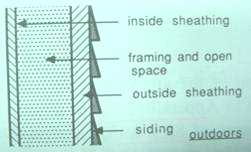 inside sheathing
framing and open
space
outside sheathing
siding outdoors